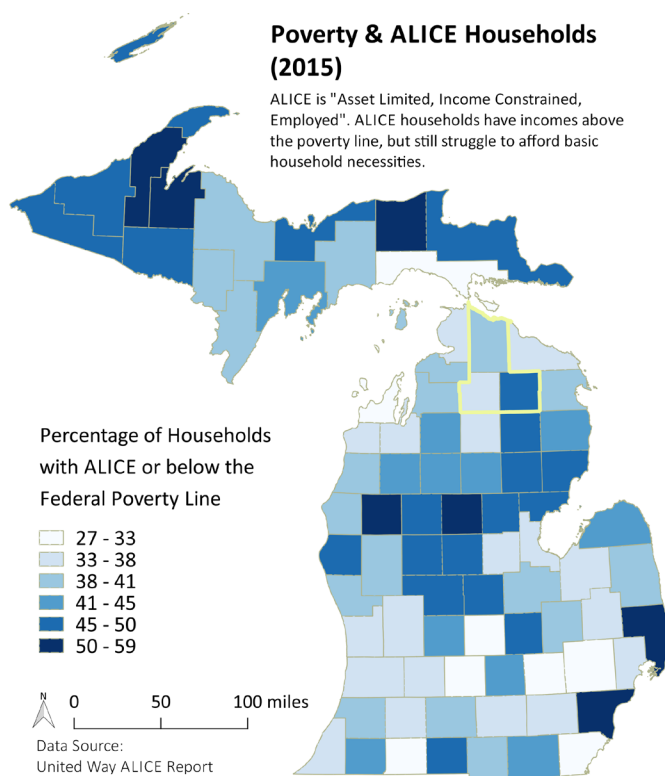 Poverty & ALICE Households
(2015)
ALICE is "Asset Limited, Income Constrained,
Employed". ALICE households have incomes above
the poverty line, but still struggle to afford basic
household necessities.
Percentage of Households
with ALICE or below the
Federal Poverty Line
27 - 33
33 - 38
38 - 41
41 - 45
45 - 50
50 - 59
N
0 50 100 miles
Data Source:
United Way ALICE Report